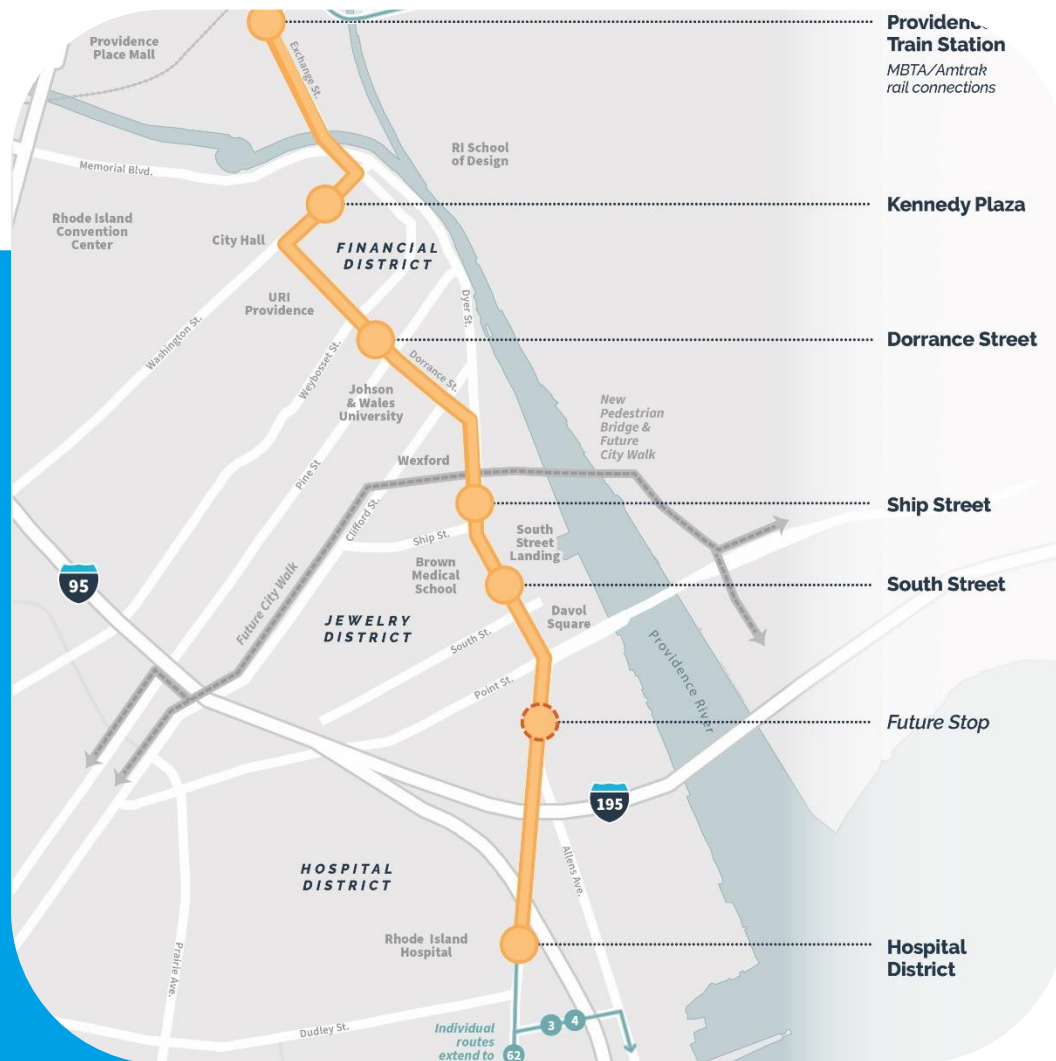 Providence
Train Station
MBTA/Amtrak
rail connections
Providence
Place Mall
Exchange St.
RI School
of Design
Memorial Blvd.
Kennedy Plaza
Rhode Island
Convention
Center
City Hall
FINANCIAL
DISTRICT
URI
Providence
Dyer St.
Washington St.
Weybosset St.
Dorrance Street
Dorrance St.
Johson
& Wales
University
New
Pedestrian
Bridge &
Future
City Walk
Wexford
Pine St
Clifford St.
Ship Street
Ship St.
South
Street
Landing
Brown
Medical
School
South Street
95
Future City Walk
JEWELRY
DISTRICT
Davol
Square
South St.
Point St.
Providence River
Future Stop
195
HOSPITAL
DISTRICT
Allens Ave.
Rhode Island
Hospital
Hospital
District
Prairie Ave.
Dudley St.
Individual
routes
extend to
3
4
62